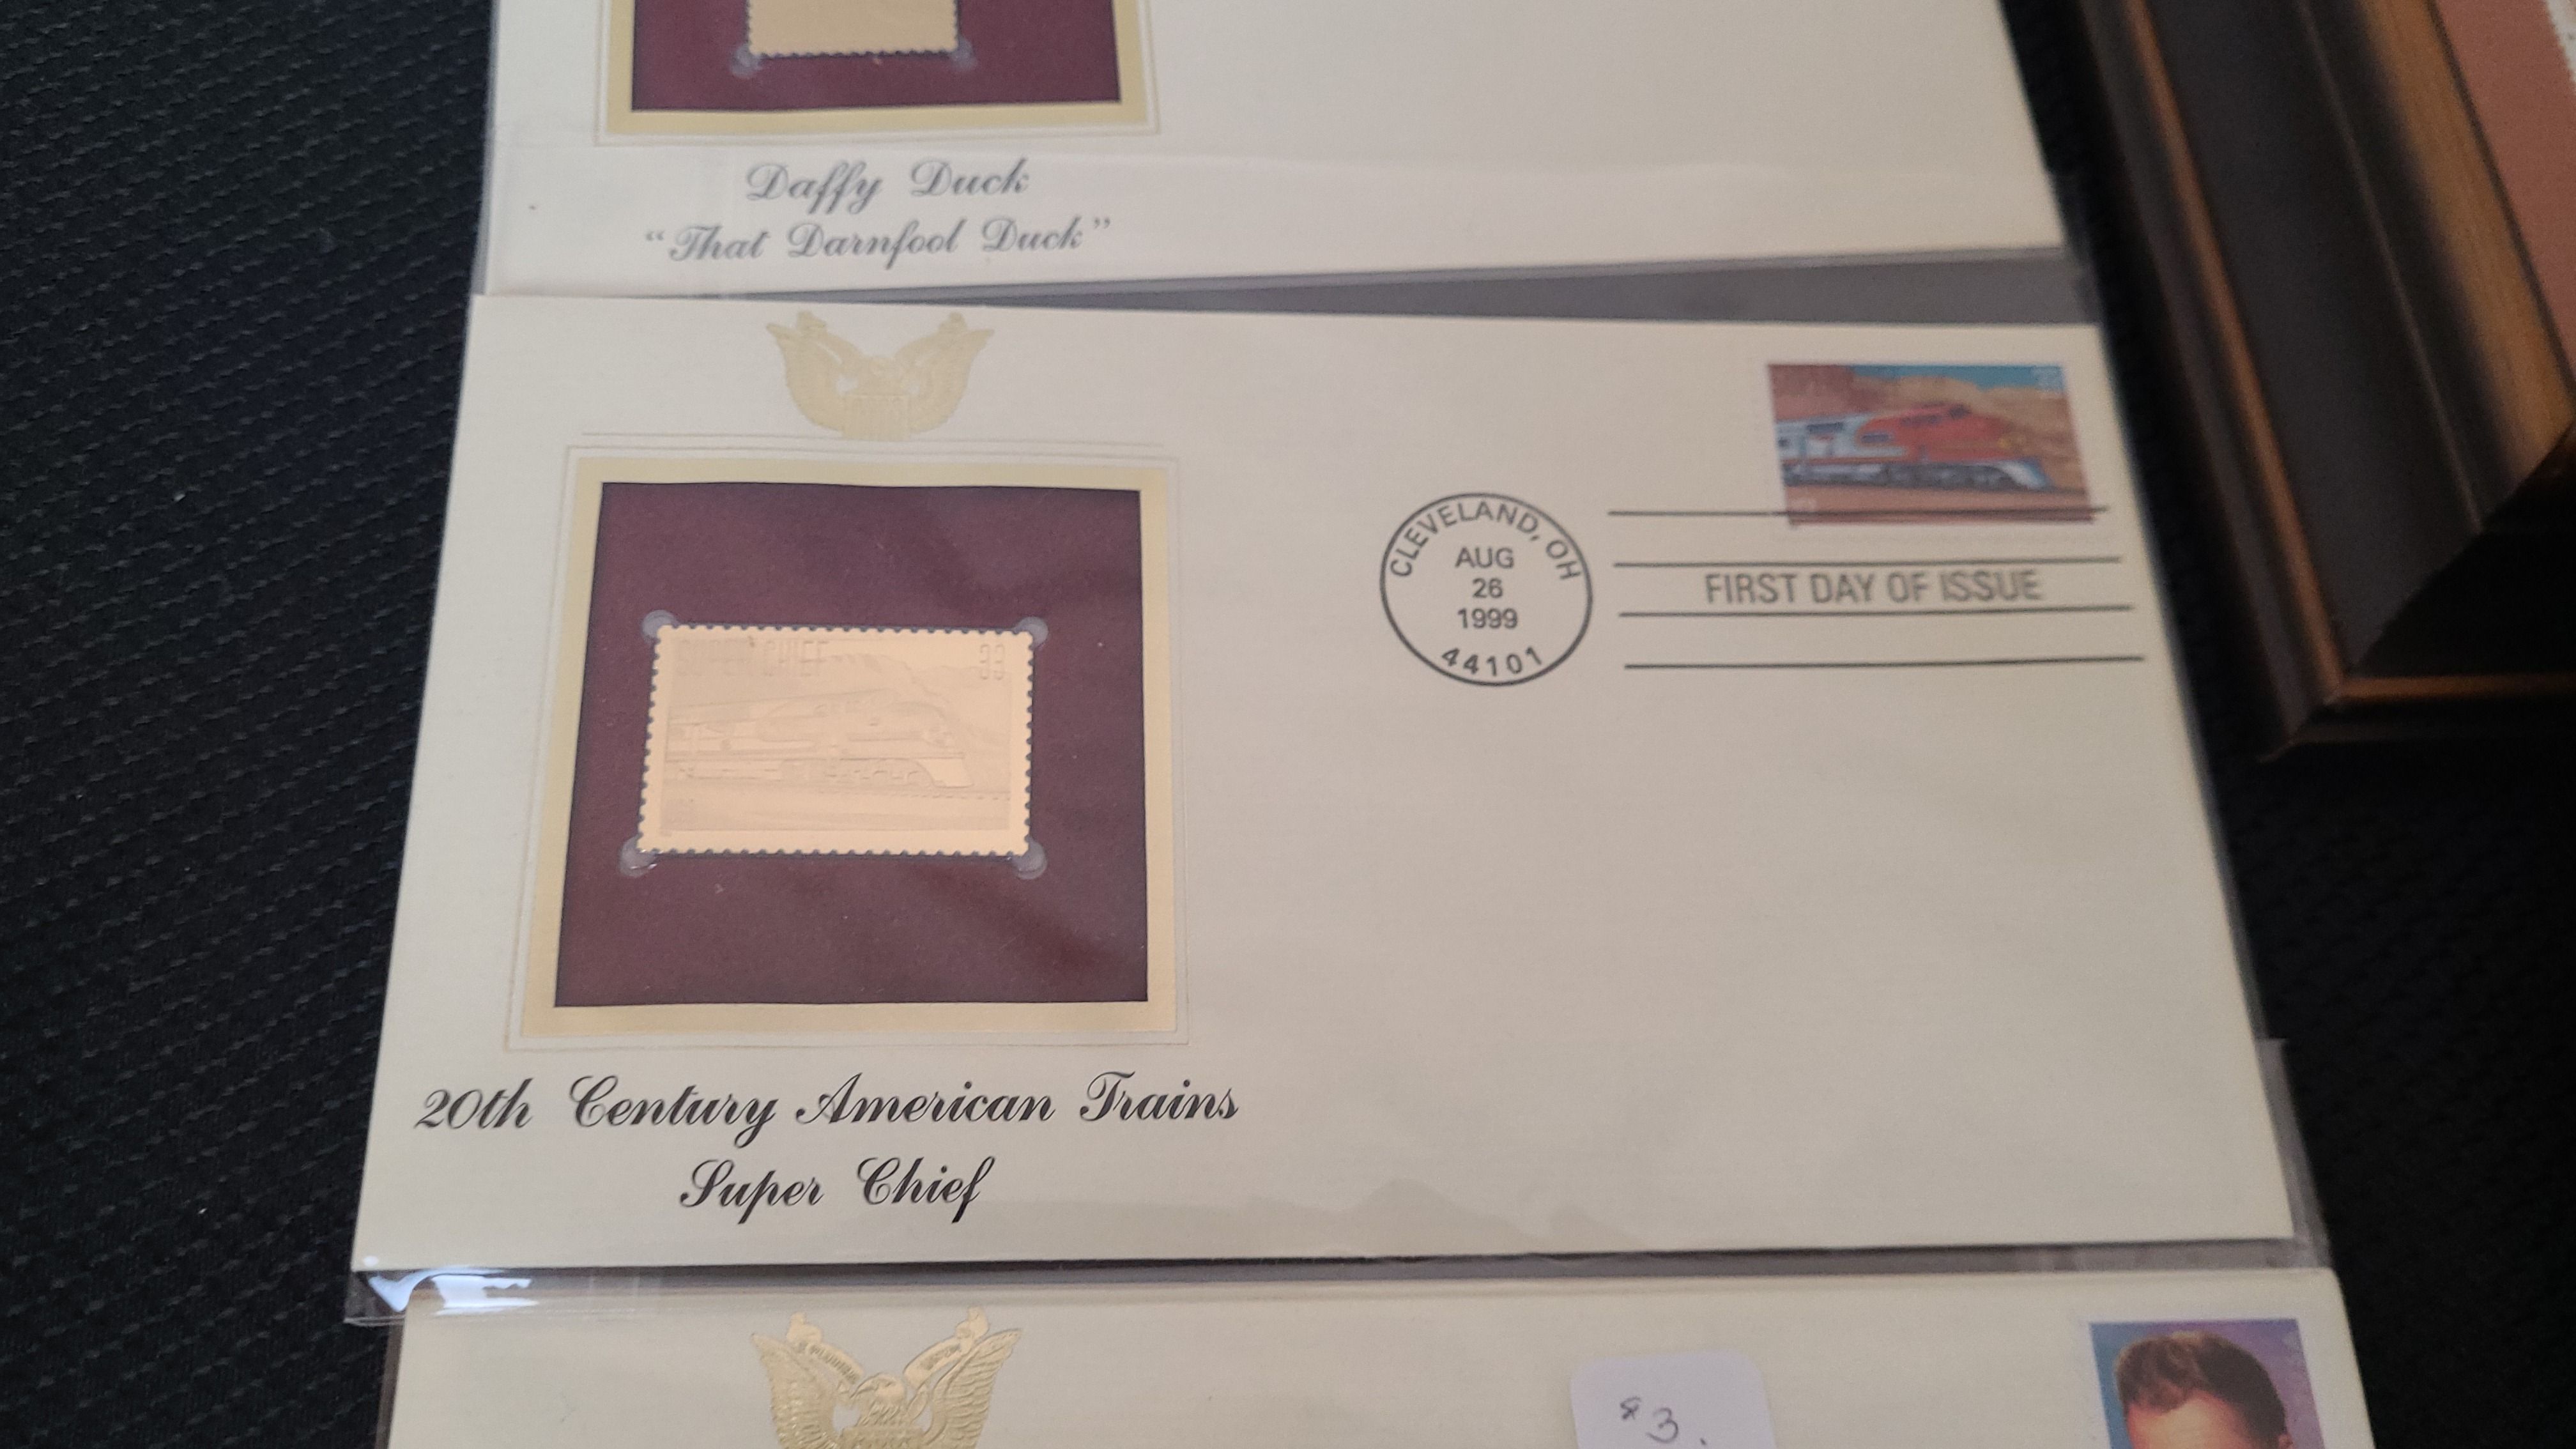 Daffy Duck
“That Darnfool Duck”
SUPER CHIEF 33
CLEVELAND, OH
AUG
26
1999
44101
FIRST DAY OF ISSUE
20th Century American Trains
Super Chief
$3.